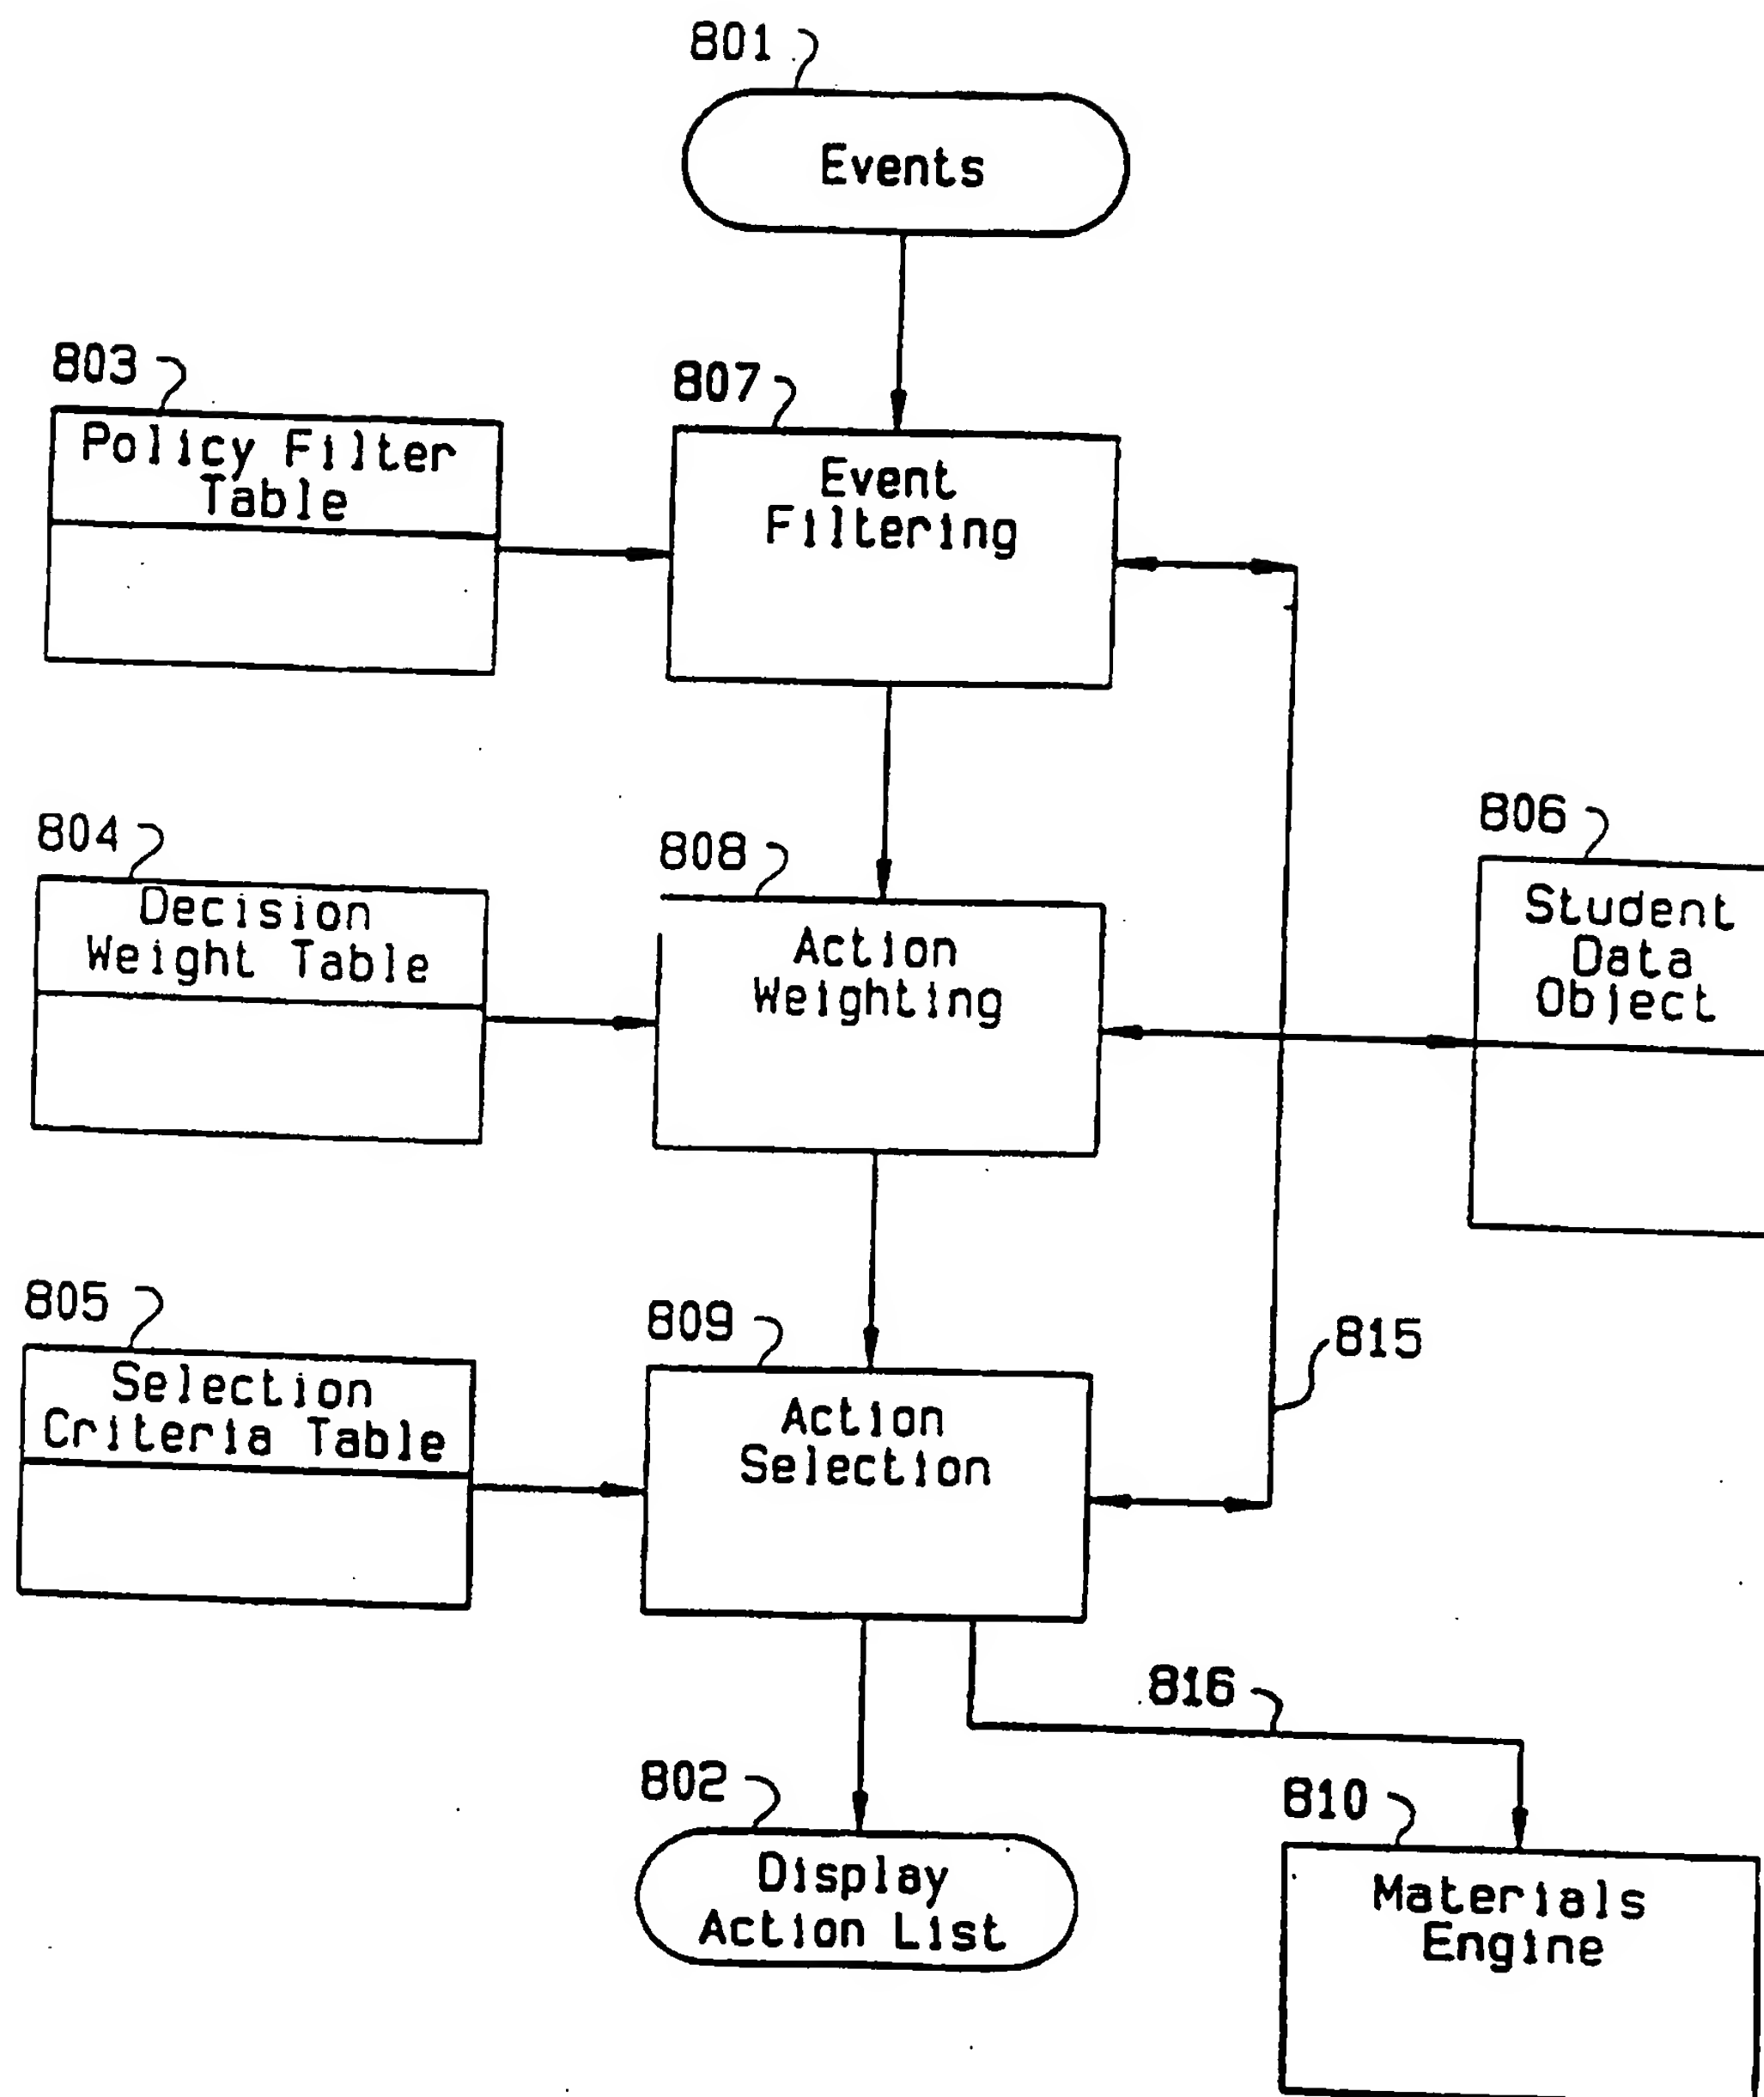 801
Events
803
Policy Filter
Table
807
Event
Filtering
804
Decision
Weight Table
808
Action
Weighting
806
Student
Data
Object
805
Selection
Criteria Table
809
Action
Selection
815
816
802
Display
Action List
810
Materials
Engine